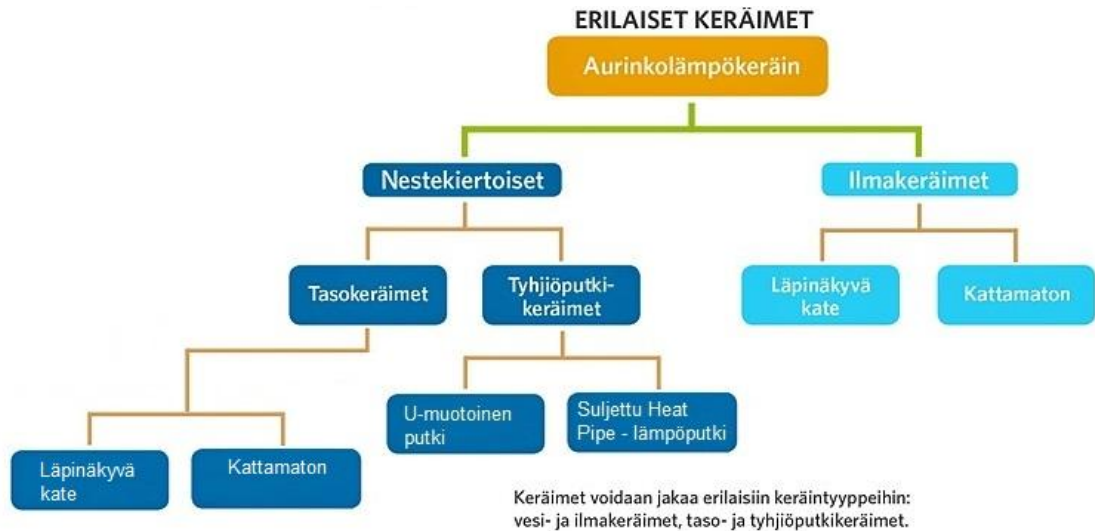 ERILAISET KERÄIMET
Aurinkolämpökeräin
Nestekiertoiset
Ilmakeräimet
Tasokeräimet
Tyhjiöputki-
keräimet
Läpinäkyvä
kate
Kattamaton
U-muotoinen
putki
Suljettu Heat
Pipe - lämpöputki
Läpinäkyvä
kate
Kattamaton
Keräimet voidaan jakaa erilaisiin keräintyyppeihin:
vesi- ja ilmakeräimet, taso- ja tyhjiöputkikeräimet.